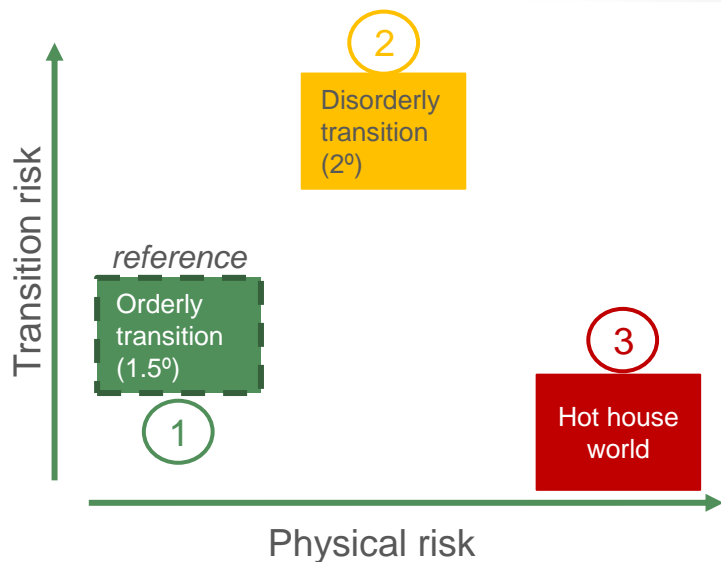 2
Disorderly
transition
(2º)
Transition risk
reference
Orderly
transition
(1.5º)
1
3
Hot house
world
Physical risk